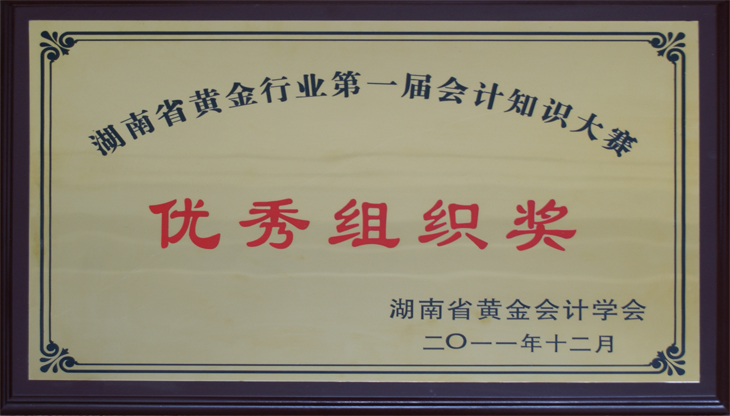 湖南省黄金行业第一届会计知识大赛
优秀组织奖
湖南省黄金会计学会
二〇一一年十二月